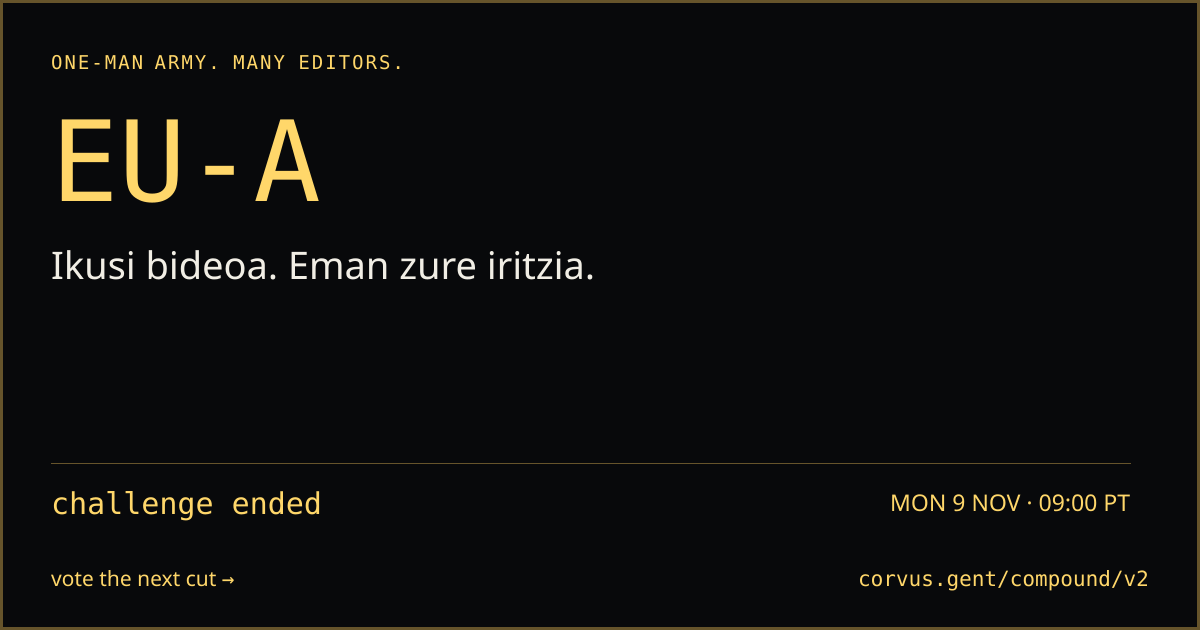 ONE-MAN ARMY. MANY EDITORS.
EU-A
Ikusi bideoa. Eman zure iritzia.
challenge ended
MON 9 NOV · 09:00 PT
vote the next cut →
corvus.gent/compound/v2